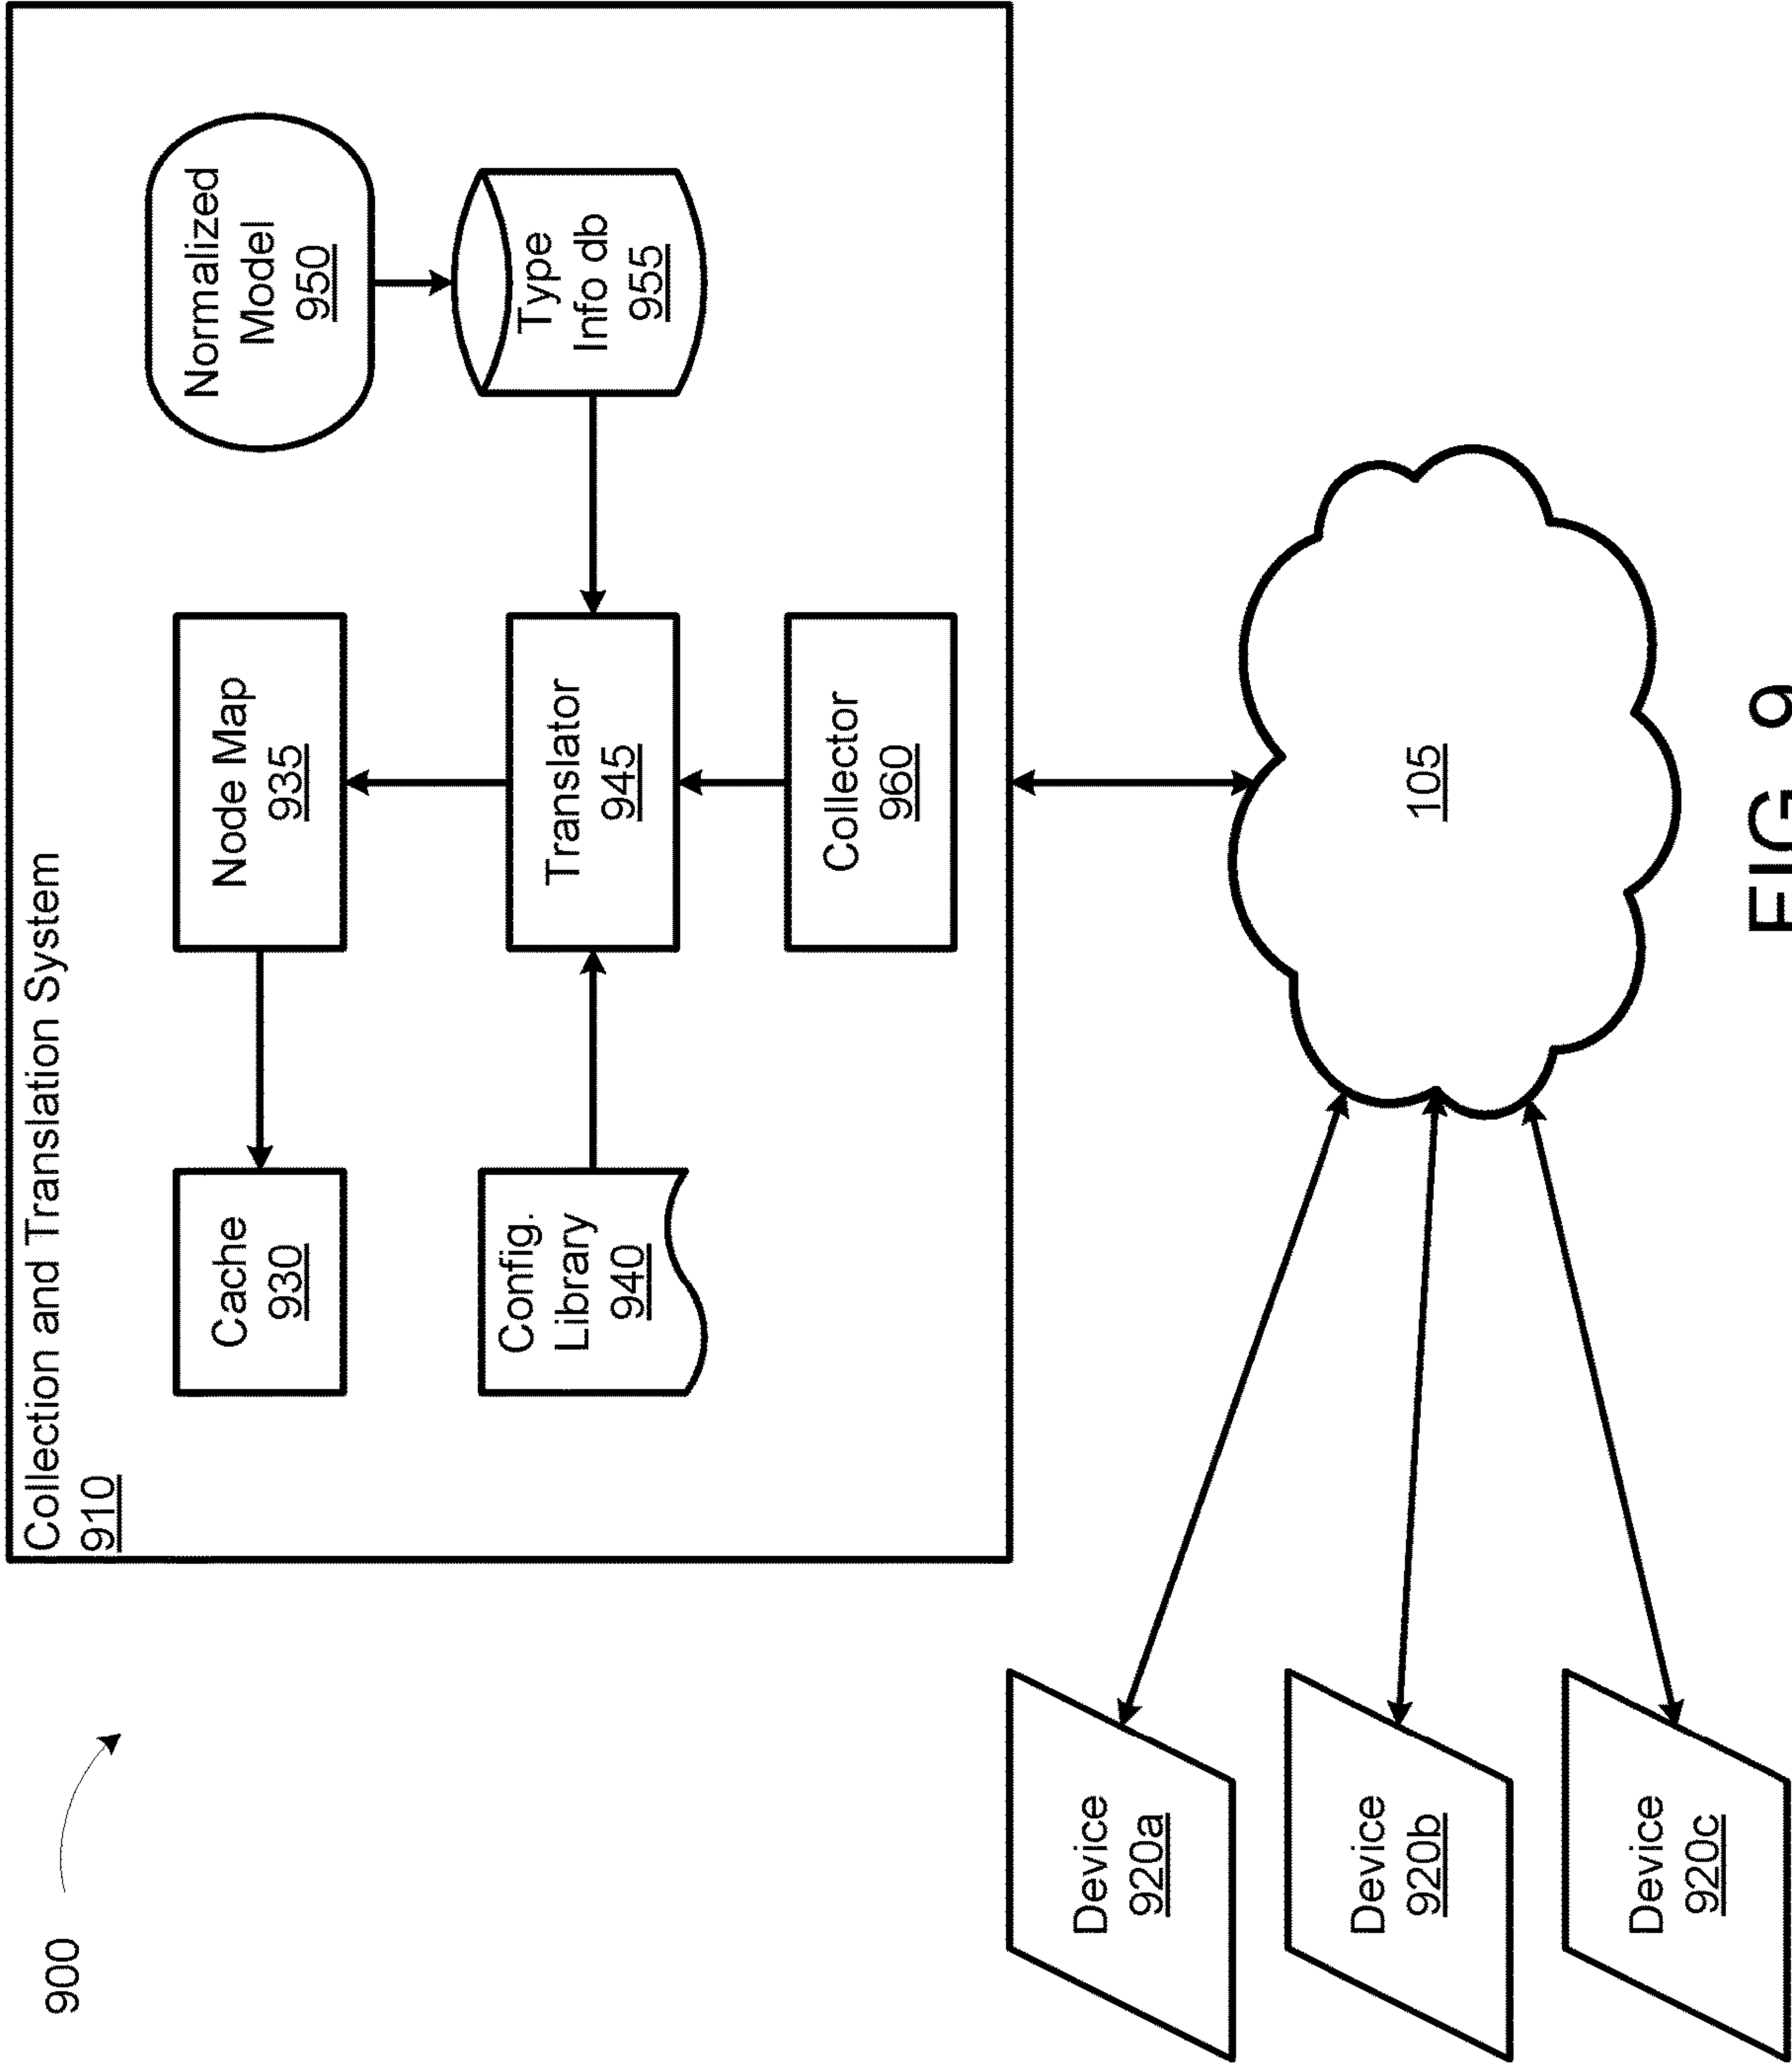 900
Collection and Translation System
910
Cache
930
Node Map
935
Normalized
Model
950
Config.
Library
940
Translator
945
Type
Info db
955
Collector
960
Device
920a
Device
920b
Device
920c
105
FIG. 9